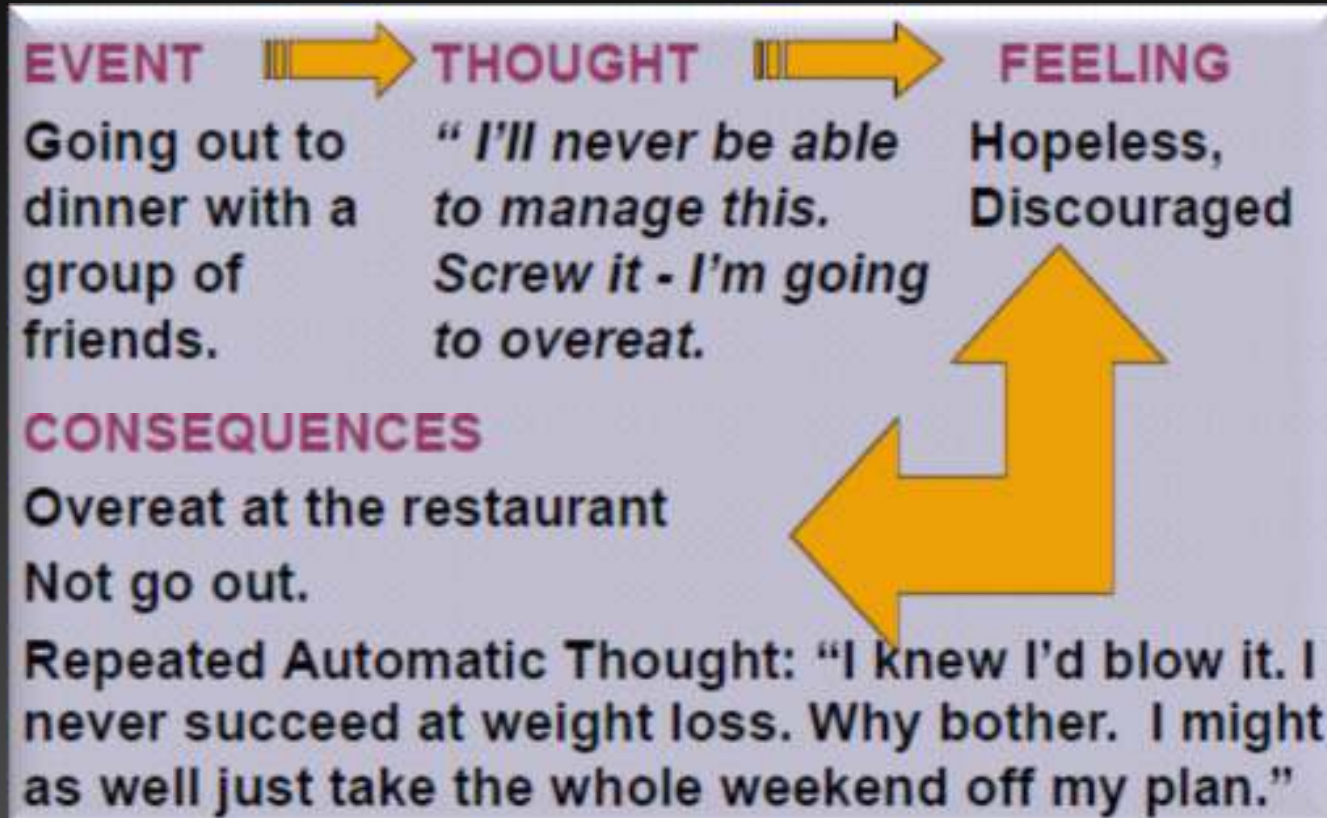 EVENT THOUGHT FEELING
Going out to
dinner with a
group of
friends.
“ I’ll never be able
to manage this.
Screw it - I’m going
to overeat.
Hopeless,
Discouraged
CONSEQUENCES
Overeat at the restaurant
Not go out.
Repeated Automatic Thought: “I knew I’d blow it. I
never succeed at weight loss. Why bother.  I might
as well just take the whole weekend off my plan.”